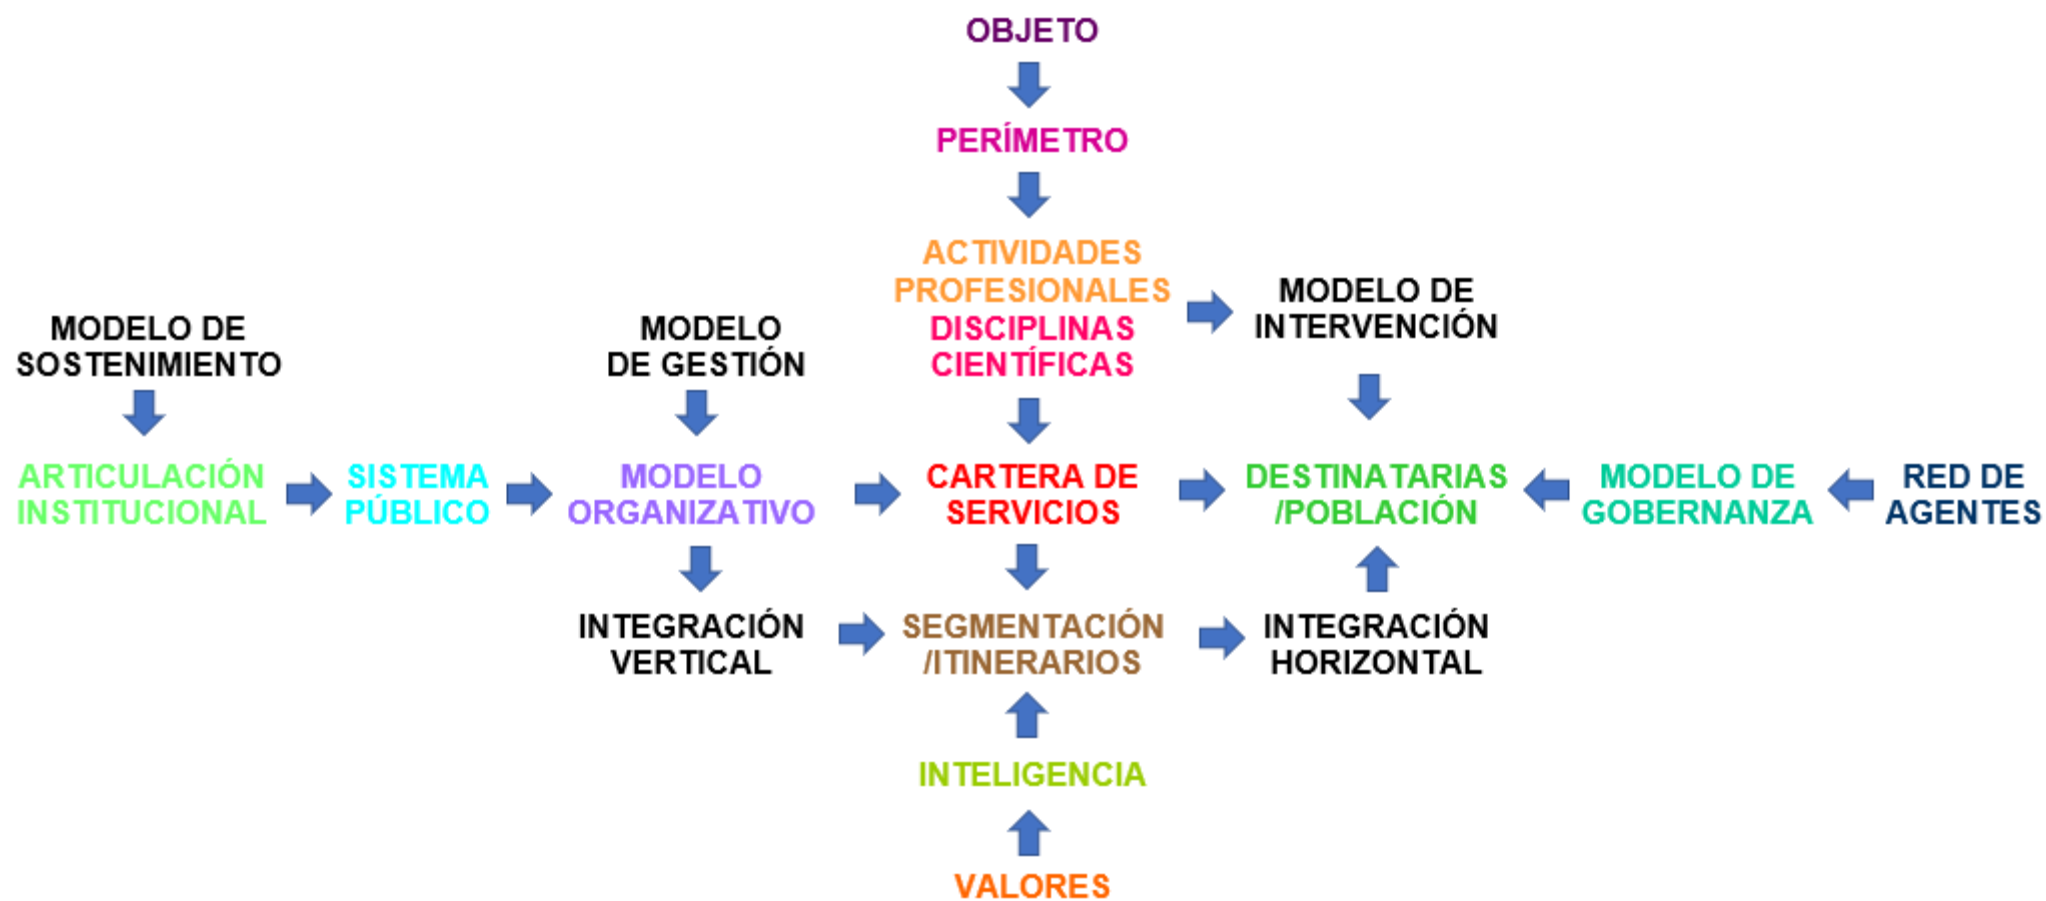 OBJETO
PERÍMETRO
ACTIVIDADES
PROFESIONALES
DISCIPLINAS
CIENTÍFICAS
MODELO DE
INTERVENCIÓN
MODELO DE
SOSTENIMIENTO
MODELO
DE GESTIÓN
ARTICULACIÓN
INSTITUCIONAL
SISTEMA
PÚBLICO
MODELO
ORGANIZATIVO
CARTERA DE
SERVICIOS
DESTINATARIAS
/POBLACIÓN
MODELO DE
GOBERNANZA
RED DE
AGENTES
INTEGRACIÓN
VERTICAL
SEGMENTACIÓN
/ITINERARIOS
INTEGRACIÓN
HORIZONTAL
INTELIGENCIA
VALORES